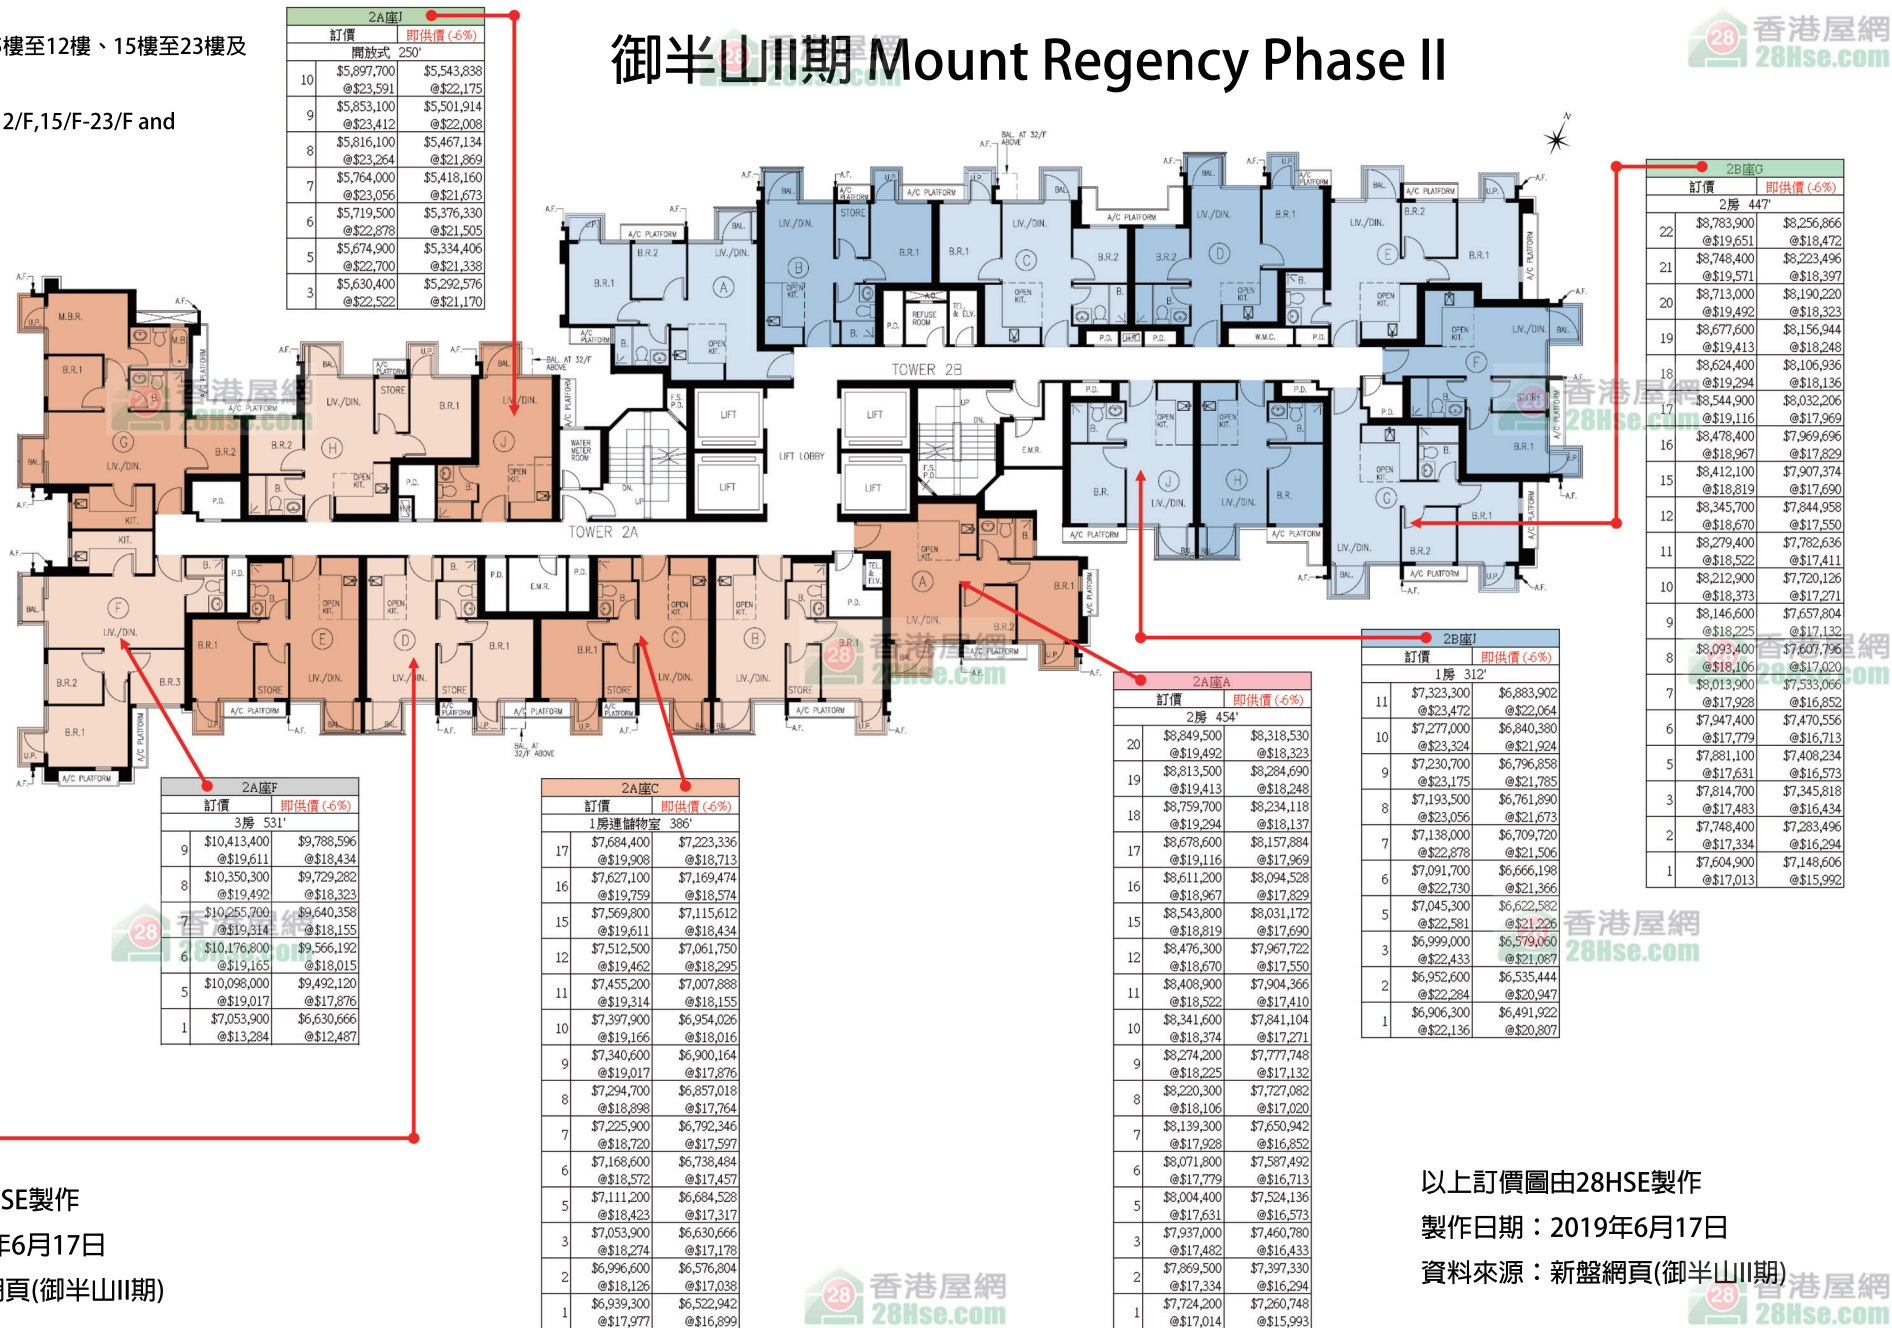 樓至12樓、15樓至23樓及
2/F,15/F-23/F and
御半山II期 Mount Regency Phase II
香港屋網
28Hse.com
2A座J
訂價 即供價 (-6%)
開放式 250'
10 $5,897,700 $5,543,838
@$23,591 @$22,175
9 $5,853,100 $5,501,914
@$23,412 @$22,008
8 $5,816,100 $5,467,134
@$23,264 @$21,869
7 $5,764,000 $5,418,160
@$23,056 @$21,673
6 $5,719,500 $5,376,330
@$22,878 @$21,505
5 $5,674,900 $5,334,406
@$22,700 @$21,338
3 $5,630,400 $5,292,576
@$22,522 @$21,170
2B座G
訂價 即供價 (-6%)
2房 447'
22 $8,783,900 $8,256,866
@$19,651 @$18,472
21 $8,748,400 $8,223,496
@$19,571 @$18,397
20 $8,713,000 $8,190,220
@$19,492 @$18,323
19 $8,677,600 $8,156,944
@$19,413 @$18,248
18 $8,624,400 $8,106,936
@$19,294 @$18,136
17 $8,544,900 $8,032,206
@$19,116 @$17,969
16 $8,478,400 $7,969,696
@$18,967 @$17,829
15 $8,412,100 $7,907,374
@$18,819 @$17,690
12 $8,345,700 $7,844,958
@$18,670 @$17,550
11 $8,279,400 $7,782,636
@$18,522 @$17,411
10 $8,212,900 $7,720,126
@$18,373 @$17,271
9 $8,146,600 $7,657,804
@$18,225 @$17,132
8 $8,093,400 $7,607,796
@$18,106 @$17,020
7 $8,013,900 $7,533,066
@$17,928 @$16,852
6 $7,947,400 $7,470,556
@$17,779 @$16,713
5 $7,881,100 $7,408,234
@$17,631 @$16,573
3 $7,814,700 $7,345,818
@$17,483 @$16,434
2 $7,748,400 $7,283,496
@$17,334 @$16,294
1 $7,604,900 $7,148,606
@$17,013 @$15,992
TOWER 2B
TOWER 2A
LIFT LOBBY
LIFT
LIFT
LIFT
LIFT
REFUSE ROOM
TEL. & ELV.
W.M.C.
WATER METER ROOM
E.M.R.
E.M.R.
BAL. AT 32/F ABOVE
BAL. AT 32/F ABOVE
BAL. AT 32/F ABOVE
2B座J
訂價 即供價 (-6%)
1房 312'
11 $7,323,300 $6,883,902
@$23,472 @$22,064
10 $7,277,000 $6,840,380
@$23,324 @$21,924
9 $7,230,700 $6,796,858
@$23,175 @$21,785
8 $7,193,500 $6,761,890
@$23,056 @$21,673
7 $7,138,000 $6,709,720
@$22,878 @$21,506
6 $7,091,700 $6,666,198
@$22,730 @$21,366
5 $7,045,300 $6,622,582
@$22,581 @$21,226
3 $6,999,000 $6,579,060
@$22,433 @$21,087
2 $6,952,600 $6,535,444
@$22,284 @$20,947
1 $6,906,300 $6,491,922
@$22,136 @$20,807
2A座A
訂價 即供價 (-6%)
2房 454'
20 $8,849,500 $8,318,530
@$19,492 @$18,323
19 $8,813,500 $8,284,690
@$19,413 @$18,248
18 $8,759,700 $8,234,118
@$19,294 @$18,137
17 $8,678,600 $8,157,884
@$19,116 @$17,969
16 $8,611,200 $8,094,528
@$18,967 @$17,829
15 $8,543,800 $8,031,172
@$18,819 @$17,690
12 $8,476,300 $7,967,722
@$18,670 @$17,550
11 $8,408,900 $7,904,366
@$18,522 @$17,410
10 $8,341,600 $7,841,104
@$18,374 @$17,271
9 $8,274,200 $7,777,748
@$18,225 @$17,132
8 $8,220,300 $7,727,082
@$18,106 @$17,020
7 $8,139,300 $7,650,942
@$17,928 @$16,852
6 $8,071,800 $7,587,492
@$17,779 @$16,713
5 $8,004,400 $7,524,136
@$17,631 @$16,573
3 $7,937,000 $7,460,780
@$17,482 @$16,433
2 $7,869,500 $7,397,330
@$17,334 @$16,294
1 $7,724,200 $7,260,748
@$17,014 @$15,993
2A座F
訂價 即供價 (-6%)
3房 531'
9 $10,413,400 $9,788,596
@$19,611 @$18,434
8 $10,350,300 $9,729,282
@$19,492 @$18,323
7 $10,255,700 $9,640,358
@$19,314 @$18,155
6 $10,176,800 $9,566,192
@$19,165 @$18,015
5 $10,098,000 $9,492,120
@$19,017 @$17,876
1 $7,053,900 $6,630,666
@$13,284 @$12,487
2A座C
訂價 即供價 (-6%)
1房連儲物室 386'
17 $7,684,400 $7,223,336
@$19,908 @$18,713
16 $7,627,100 $7,169,474
@$19,759 @$18,574
15 $7,569,800 $7,115,612
@$19,611 @$18,434
12 $7,512,500 $7,061,750
@$19,462 @$18,295
11 $7,455,200 $7,007,888
@$19,314 @$18,155
10 $7,397,900 $6,954,026
@$19,166 @$18,016
9 $7,340,600 $6,900,164
@$19,017 @$17,876
8 $7,294,700 $6,857,018
@$18,898 @$17,764
7 $7,225,900 $6,792,346
@$18,720 @$17,597
6 $7,168,600 $6,738,484
@$18,572 @$17,457
5 $7,111,200 $6,684,528
@$18,423 @$17,317
3 $7,053,900 $6,630,666
@$18,274 @$17,178
2 $6,996,600 $6,576,804
@$18,126 @$17,038
1 $6,939,300 $6,522,942
@$17,977 @$16,899
SE製作
年6月17日
網頁(御半山II期)
以上訂價圖由28HSE製作
製作日期：2019年6月17日
資料來源：新盤網頁(御半山II期)